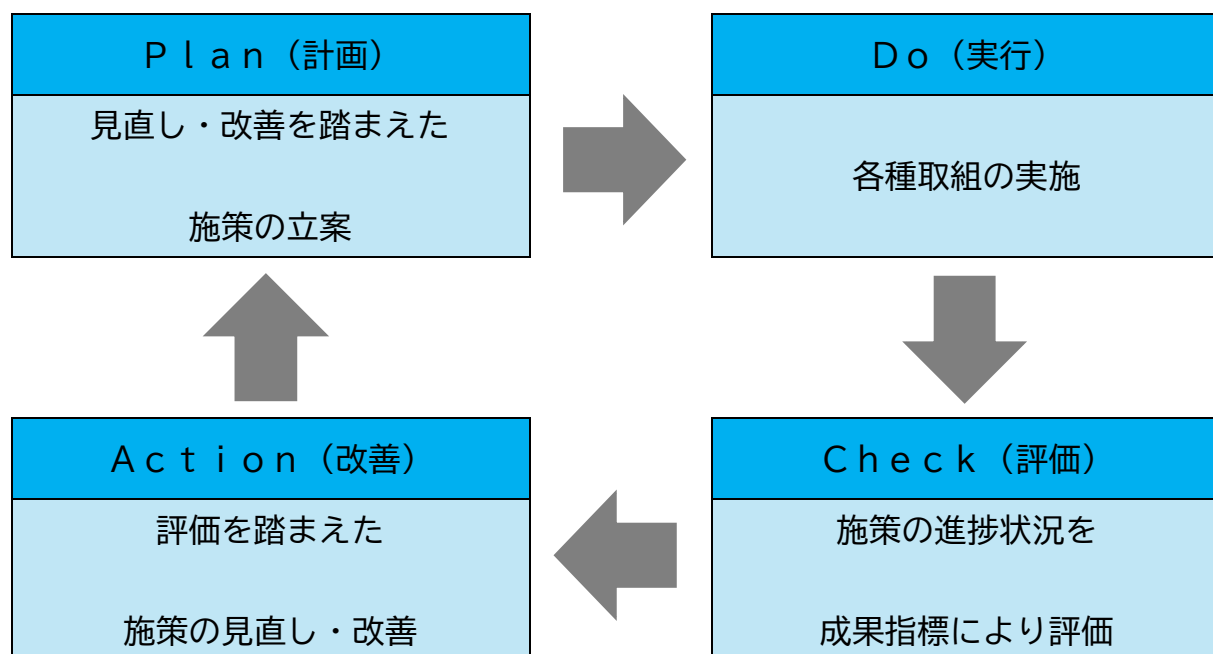 Ｐｌａｎ（計画）
見直し・改善を踏まえた
施策の立案
Ｄｏ（実行）
各種取組の実施
Ａｃｔｉｏｎ（改善）
評価を踏まえた
施策の見直し・改善
Ｃｈｅｃｋ（評価）
施策の進捗状況を
成果指標により評価